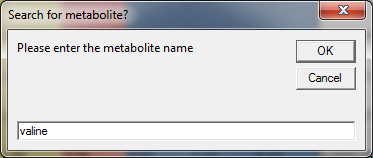 Search for metabolite?
Please enter the metabolite name
OK
Cancel
valine